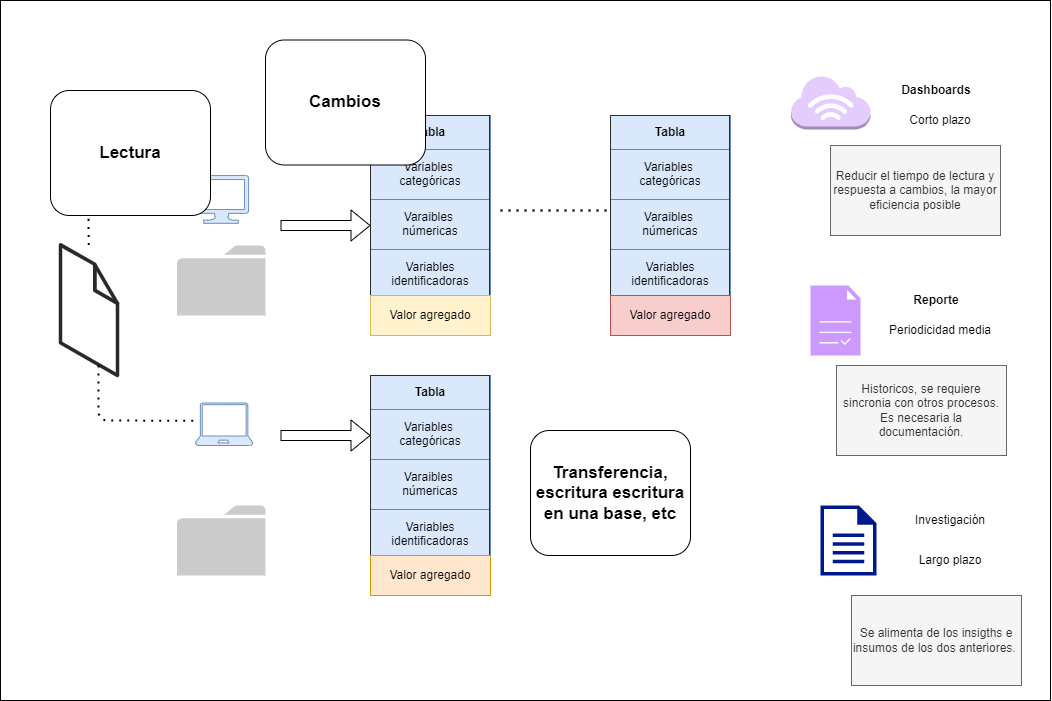 Lectura
Cambios
Tabla
Variables
categóricas
Varaibles
númericas
Variables
identificadoras
Valor agregado
Tabla
Variables
categóricas
Varaibles
númericas
Variables
identificadoras
Valor agregado
Tabla
Variables
categóricas
Varaibles
númericas
Variables
identificadoras
Valor agregado
Transferencia,
escritura escritura
en una base, etc
Dashboards
Corto plazo
Reducir el tiempo de lectura y
respuesta a cambios, la mayor
eficiencia posible
Reporte
Periodicidad media
Historicos, se requiere
sincronia con otros procesos.
Es necesaria la
documentación.
Investigación
Largo plazo
Se alimenta de los insigths e
insumos de los dos anteriores.